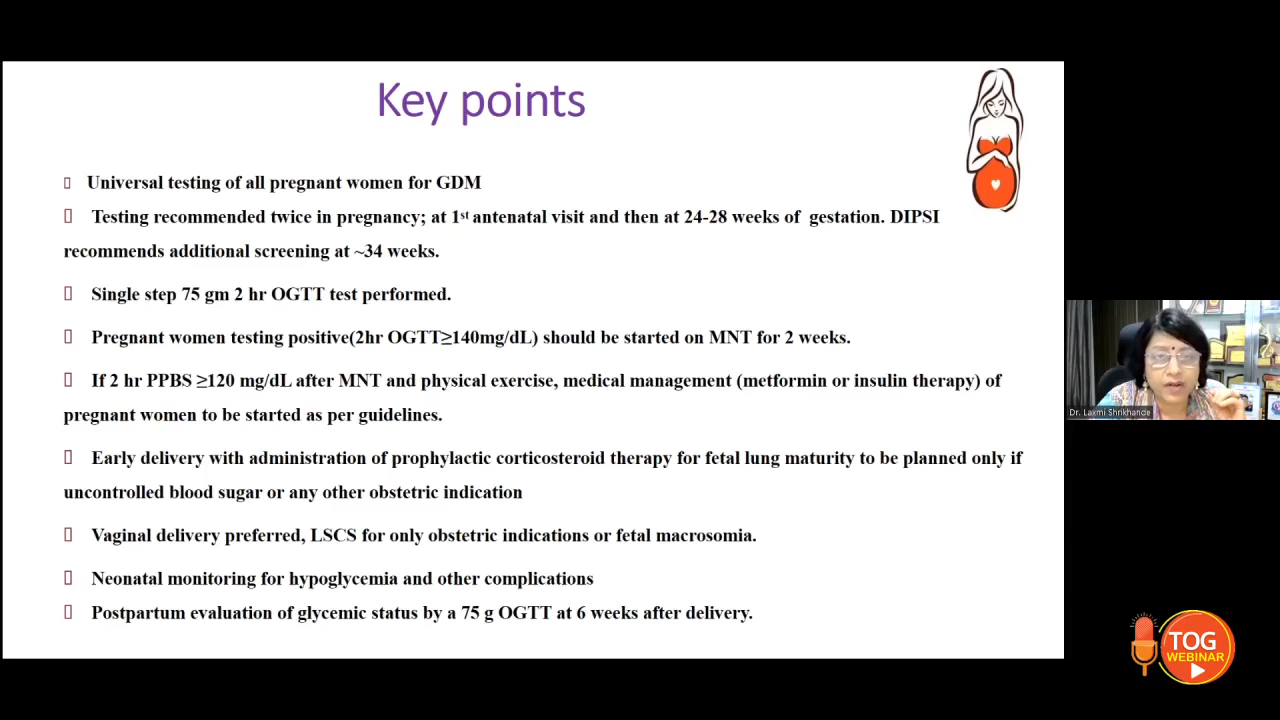 Key points
Universal testing of all pregnant women for GDM
Testing recommended twice in pregnancy; at 1st antenatal visit and then at 24-28 weeks of gestation. DIPSI
recommends additional screening at ~34 weeks.
Single step 75 gm 2 hr OGTT test performed.
Pregnant women testing positive(2hr OGTT≥140mg/dL) should be started on MNT for 2 weeks.
If 2 hr PPBS ≥120 mg/dL after MNT and physical exercise, medical management (metformin or insulin therapy) of
pregnant women to be started as per guidelines.
Early delivery with administration of prophylactic corticosteroid therapy for fetal lung maturity to be planned only if
uncontrolled blood sugar or any other obstetric indication
Vaginal delivery preferred, LSCS for only obstetric indications or fetal macrosomia.
Neonatal monitoring for hypoglycemia and other complications
Postpartum evaluation of glycemic status by a 75 g OGTT at 6 weeks after delivery.
Dr. Laxmi Shrikhande
TOG
WEBINAR